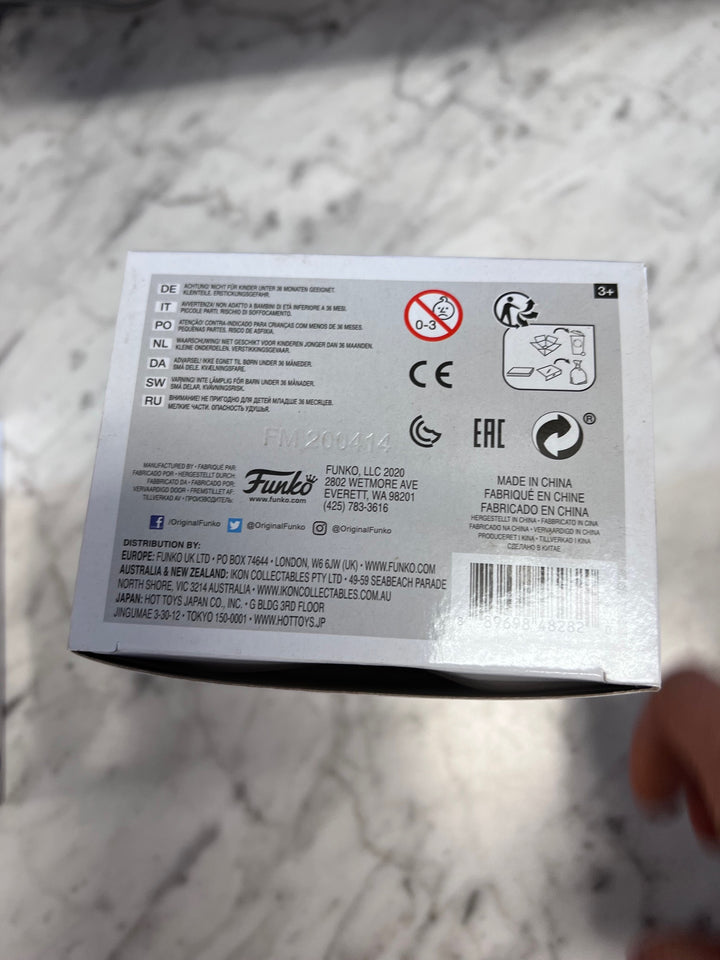 DE ACHTUNG! NICHT FÜR KINDER UNTER 36 MONATEN GEEIGNET.
KLEINTEILE. ERSTICKUNGSGEFAHR.
IT AVVERTENZA! NON ADATTO A BAMBINI DI ETÀ INFERIORE A 36 MESI.
PICCOLE PARTI. RISCHIO DI SOFFOCAMENTO.
PO ATENÇÃO! CONTRA-INDICADO PARA CRIANÇAS COM MENOS DE 36 MESES.
PEQUENAS PARTES. RISCO DE ASFIXIA.
NL WAARSCHUWING! NIET GESCHIKT VOOR KINDEREN JONGER DAN 36 MAANDEN.
KLEINE ONDERDELEN. VERSTIKKINGSGEVAAR.
DA ADVARSEL! IKKE EGNET TIL BØRN UNDER 36 MÅNEDER.
SMÅ DELE. KVÆLNINGSFARE.
SW VARNING! INTE LÄMPLIG FÖR BARN UNDER 36 MÅNADER.
SMÅ DELAR. KVÄVNINGSRISK.
RU ВНИМАНИЕ! НЕ ПРИГОДНО ДЛЯ ДЕТЕЙ МЛАДШЕ 36 МЕСЯЦЕВ.
МЕЛКИЕ ЧАСТИ. ОПАСНОСТЬ УДУШЬЯ.
0-3
3+
CE
EAC
®
FM 200414
MANUFACTURED BY • FABRIQUÉ PAR:
FABRICADO POR • HERGESTELLT DURCH:
FABBICATO DA • FABRICADO POR:
VERVAARDIGD DOOR • FREMSTILLET AF:
TILLVERKAD AV • ПРОИЗВОДИТЕЛЬ:
Funko
www.funko.com
FUNKO, LLC 2020
2802 WETMORE AVE
EVERETT, WA 98201
(425) 783-3616
/OriginalFunko @OriginalFunko @OriginalFunko
MADE IN CHINA
FABRIQUÉ EN CHINE
FABRICADO EN CHINA
HERGESTELLT IN CHINA • FABBRICATO IN CINA
FABRICADO NA CHINA • VERVAARDIGD IN CHINA
PRODUCERET I KINA • TILLVERKAD I KINA
СДЕЛАНО В КИТАЕ
DISTRIBUTION BY:
EUROPE: FUNKO UK LTD • PO BOX 74644 • LONDON, W6 6JW (UK) • WWW.FUNKO.COM
AUSTRALIA & NEW ZEALAND: IKON COLLECTABLES PTY LTD • 49-59 SEABEACH PARADE
NORTH SHORE, VIC 3214 AUSTRALIA • WWW.IKONCOLLECTABLES.COM.AU
JAPAN: HOT TOYS JAPAN CO., INC. • G BLDG 3RD FLOOR
JINGUMAE 3-30-12 • TOKYO 150-0001 • WWW.HOTTOYS.JP
48282